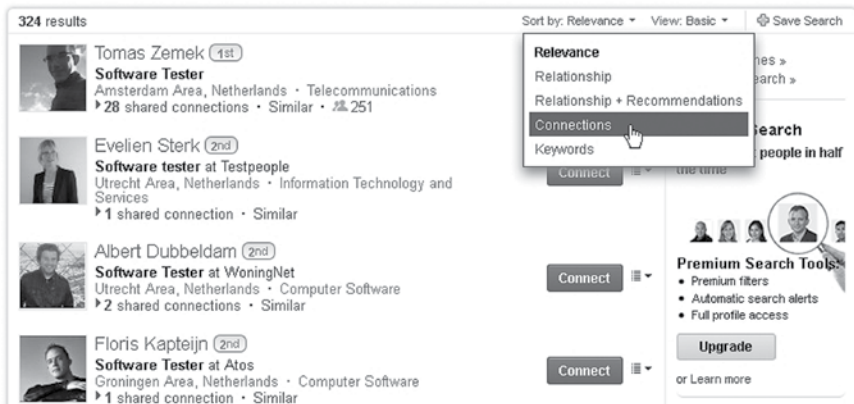 324 results
Sort by: Relevance View: Basic Save Search
Relevance
Relationship
Relationship + Recommendations
Connections
Keywords
Tomas Zemek 1st
Software Tester
Amsterdam Area, Netherlands • Telecommunications
28 shared connections • Similar • 251
Evelien Sterk 2nd
Software tester at Testpeople
Utrecht Area, Netherlands • Information Technology and
Services
1 shared connection • Similar
Connect
Albert Dubbeldam 2nd
Software Tester at WoningNet
Utrecht Area, Netherlands • Computer Software
2 shared connections • Similar
Connect
Floris Kapteijn 2nd
Software Tester at Atos
Groningen Area, Netherlands • Computer Software
1 shared connection • Similar
Connect
people in half
the time
Premium Search Tools:
• Premium filters
• Automatic search alerts
• Full profile access
Upgrade
or Learn more